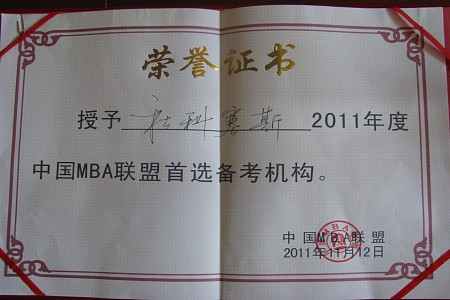 荣誉证书
授予 社科赛斯 2011年度
中国MBA联盟首选备考机构。
中国MBA联盟
2011年11月12日